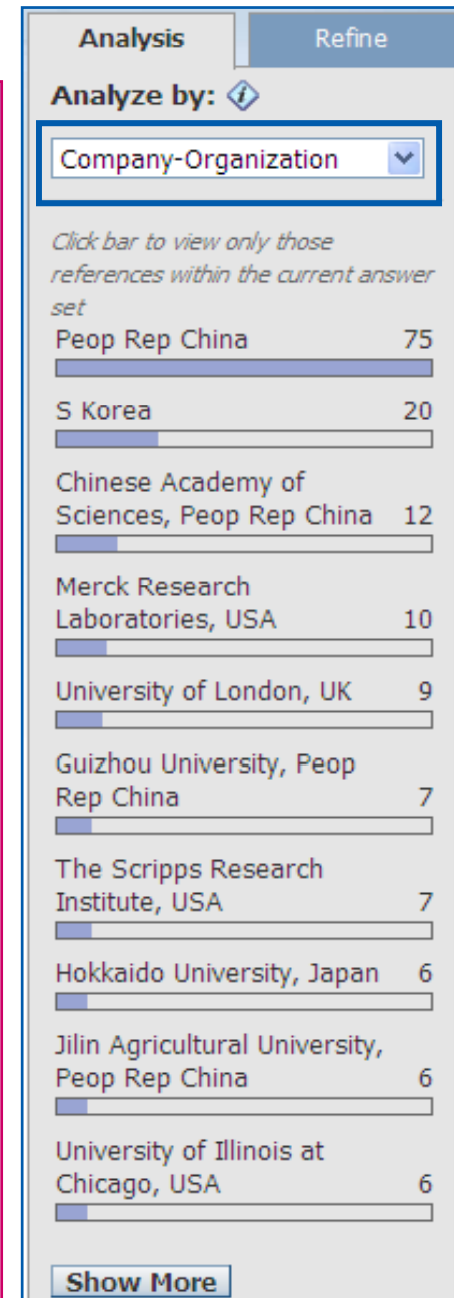 Analysis Refine
Analyze by:
Company-Organization
Click bar to view only those
references within the current answer
set
Peop Rep China 75
S Korea 20
Chinese Academy of
Sciences, Peop Rep China 12
Merck Research
Laboratories, USA 10
University of London, UK 9
Guizhou University, Peop
Rep China 7
The Scripps Research
Institute, USA 7
Hokkaido University, Japan 6
Jilin Agricultural University,
Peop Rep China 6
University of Illinois at
Chicago, USA 6
Show More